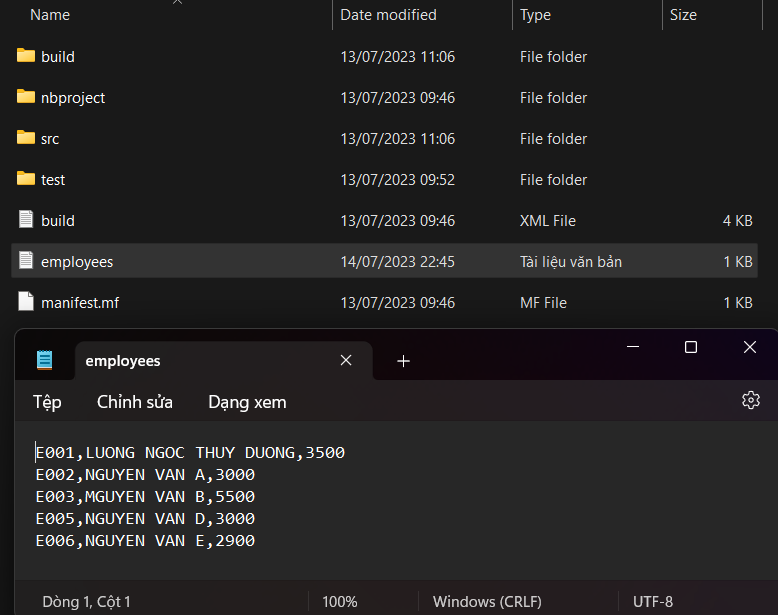 Name Date modified Type Size
build 13/07/2023 11:06 File folder
nbproject 13/07/2023 09:46 File folder
src 13/07/2023 11:06 File folder
test 13/07/2023 09:52 File folder
build 13/07/2023 09:46 XML File 4 KB
employees 14/07/2023 22:45 Tài liệu văn bản 1 KB
manifest.mf 13/07/2023 09:46 MF File 1 KB
employees
Tệp Chỉnh sửa Dạng xem
E001,LUONG NGOC THUY DUONG,3500
E002,NGUYEN VAN A,3000
E003,MGUYEN VAN B,5500
E005,NGUYEN VAN D,3000
E006,NGUYEN VAN E,2900
Dòng 1, Cột 1 100% Windows (CRLF) UTF-8